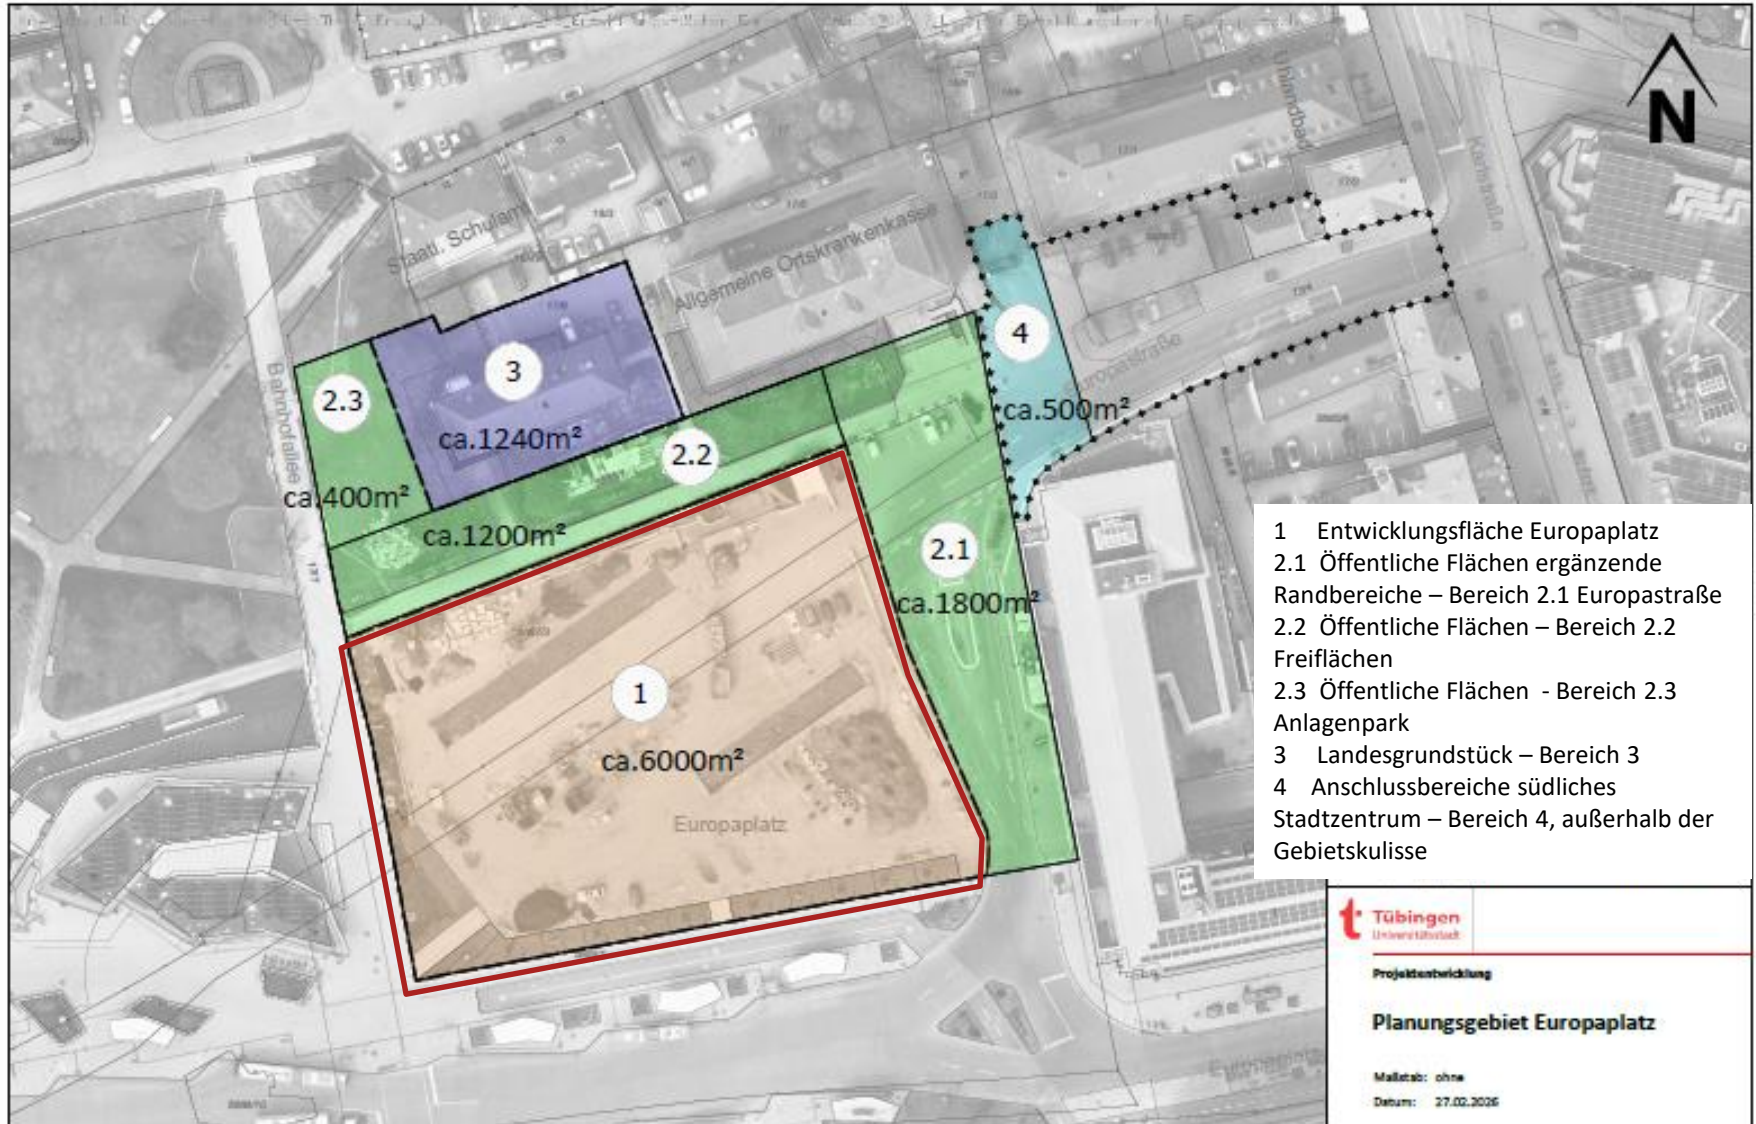 N
Uhlandbad
Karlstraße
Staatl. Schulamt
Allgemeine Ortskrankenkasse
Bahnhofallee
Europastraße
4
ca.500m²
3
ca.1240m²
2.3
ca.400m²
2.2
ca.1200m²
2.1
ca.1800m²
1
ca.6000m²
Europaplatz
Europaplatz
1 Entwicklungsfläche Europaplatz
2.1 Öffentliche Flächen ergänzende
Randbereiche – Bereich 2.1 Europastraße
2.2 Öffentliche Flächen – Bereich 2.2
Freiflächen
2.3 Öffentliche Flächen - Bereich 2.3
Anlagenpark
3 Landesgrundstück – Bereich 3
4 Anschlussbereiche südliches
Stadtzentrum – Bereich 4, außerhalb der
Gebietskulisse
t Tübingen
Universitätsstadt
Projektentwicklung
Planungsgebiet Europaplatz
Maßstab: ohne
Datum: 27.02.2026